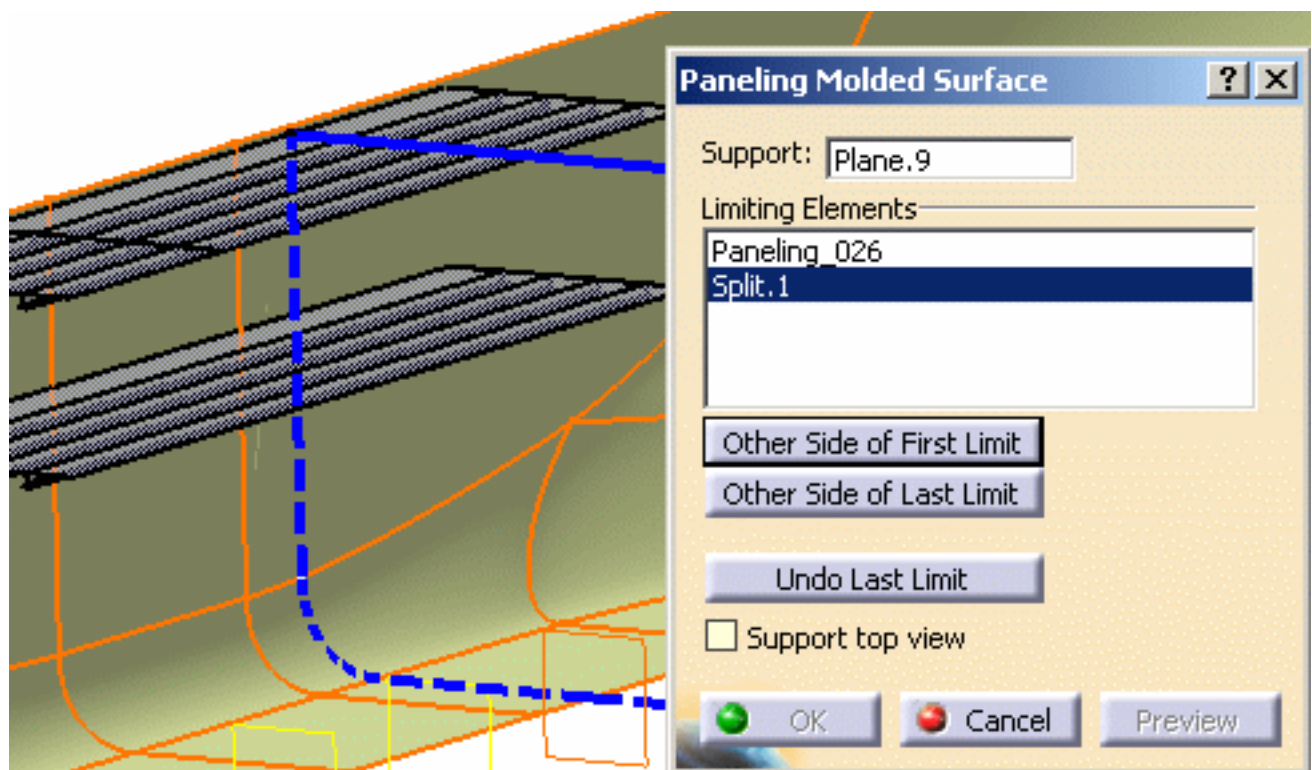 Paneling Molded Surface
Support: Plane.9
Limiting Elements
Paneling_026
Split.1
Other Side of First Limit
Other Side of Last Limit
Undo Last Limit
Support top view
OK Cancel Preview